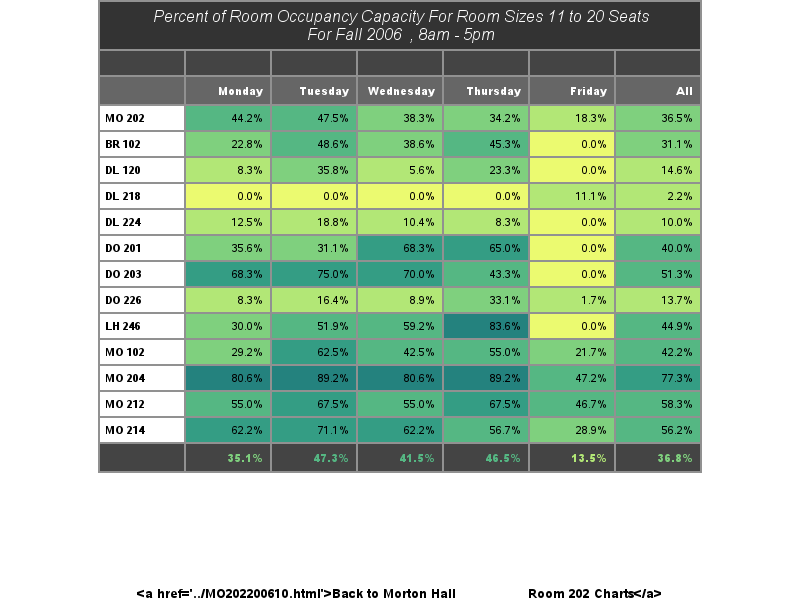 Percent of Room Occupancy Capacity For Room Sizes 11 to 20 Seats
For Fall 2006 , 8am - 5pm
Monday Tuesday Wednesday Thursday Friday All
MO 202 44.2% 47.5% 38.3% 34.2% 18.3% 36.5%
BR 102 22.8% 48.6% 38.6% 45.3% 0.0% 31.1%
DL 120 8.3% 35.8% 5.6% 23.3% 0.0% 14.6%
DL 218 0.0% 0.0% 0.0% 0.0% 11.1% 2.2%
DL 224 12.5% 18.8% 10.4% 8.3% 0.0% 10.0%
DO 201 35.6% 31.1% 68.3% 65.0% 0.0% 40.0%
DO 203 68.3% 75.0% 70.0% 43.3% 0.0% 51.3%
DO 226 8.3% 16.4% 8.9% 33.1% 1.7% 13.7%
LH 246 30.0% 51.9% 59.2% 83.6% 0.0% 44.9%
MO 102 29.2% 62.5% 42.5% 55.0% 21.7% 42.2%
MO 204 80.6% 89.2% 80.6% 89.2% 47.2% 77.3%
MO 212 55.0% 67.5% 55.0% 67.5% 46.7% 58.3%
MO 214 62.2% 71.1% 62.2% 56.7% 28.9% 56.2%
35.1% 47.3% 41.5% 46.5% 13.5% 36.8%
<a href='../MO202200610.html'>Back to Morton Hall Room 202 Charts</a>